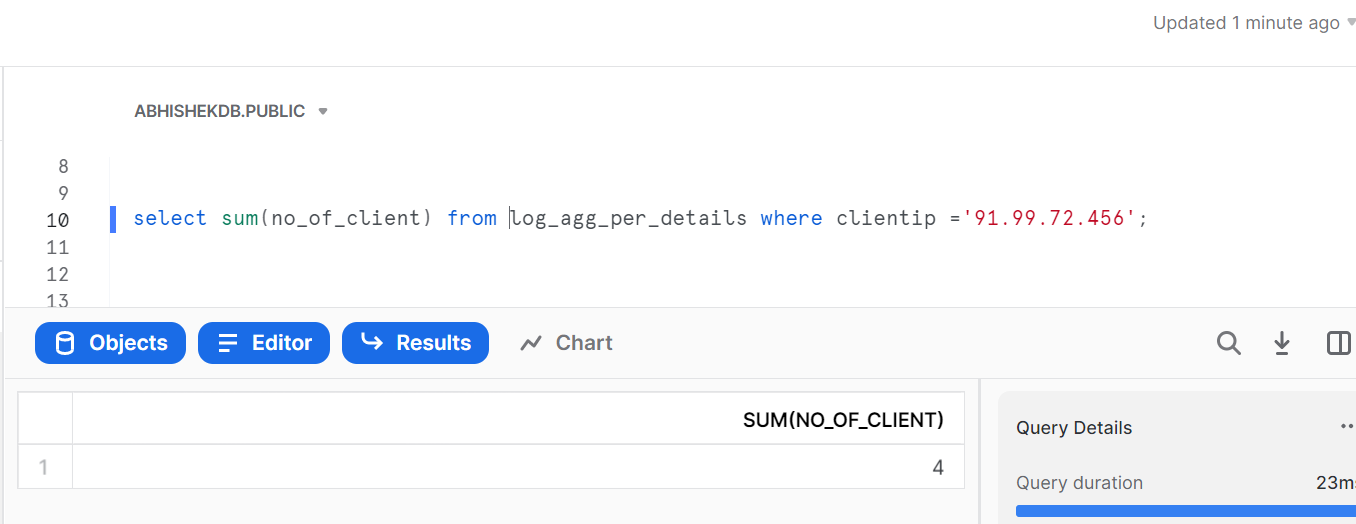 Updated 1 minute ago
ABHISHEKDB.PUBLIC
8
9
10 select sum(no_of_client) from log_agg_per_details where clientip ='91.99.72.456';
11
12
13
Objects Editor Results Chart
SUM(NO_OF_CLIENT)
1 4
Query Details
Query duration 23ms